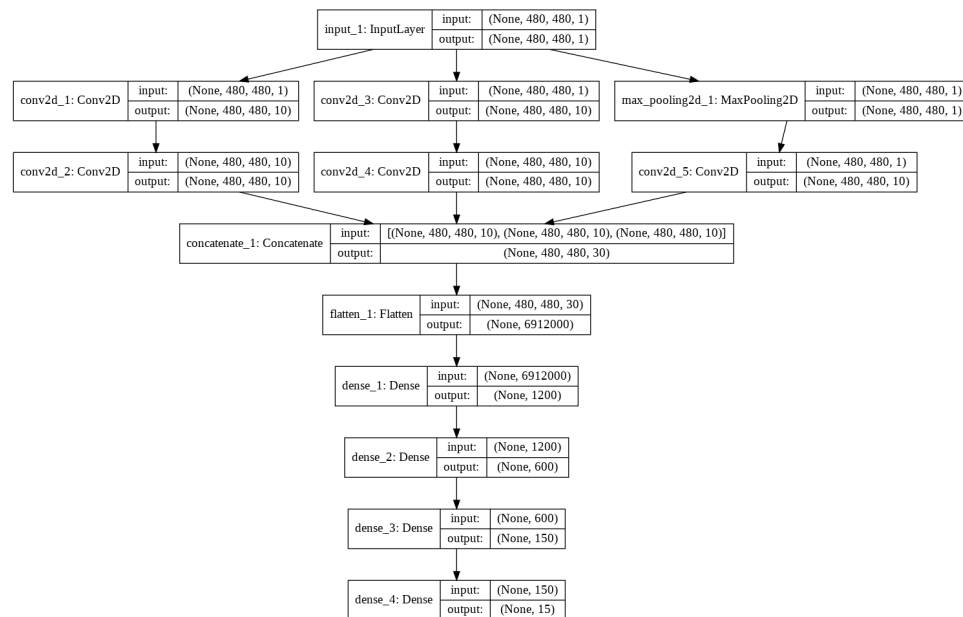 input_1: InputLayer
input: (None, 480, 480, 1)
output: (None, 480, 480, 1)
conv2d_1: Conv2D
input: (None, 480, 480, 1)
output: (None, 480, 480, 10)
conv2d_3: Conv2D
input: (None, 480, 480, 1)
output: (None, 480, 480, 10)
max_pooling2d_1: MaxPooling2D
input: (None, 480, 480, 1)
output: (None, 480, 480, 1)
conv2d_2: Conv2D
input: (None, 480, 480, 10)
output: (None, 480, 480, 10)
conv2d_4: Conv2D
input: (None, 480, 480, 10)
output: (None, 480, 480, 10)
conv2d_5: Conv2D
input: (None, 480, 480, 1)
output: (None, 480, 480, 10)
concatenate_1: Concatenate
input: [(None, 480, 480, 10), (None, 480, 480, 10), (None, 480, 480, 10)]
output: (None, 480, 480, 30)
flatten_1: Flatten
input: (None, 480, 480, 30)
output: (None, 6912000)
dense_1: Dense
input: (None, 6912000)
output: (None, 1200)
dense_2: Dense
input: (None, 1200)
output: (None, 600)
dense_3: Dense
input: (None, 600)
output: (None, 150)
dense_4: Dense
input: (None, 150)
output: (None, 15)